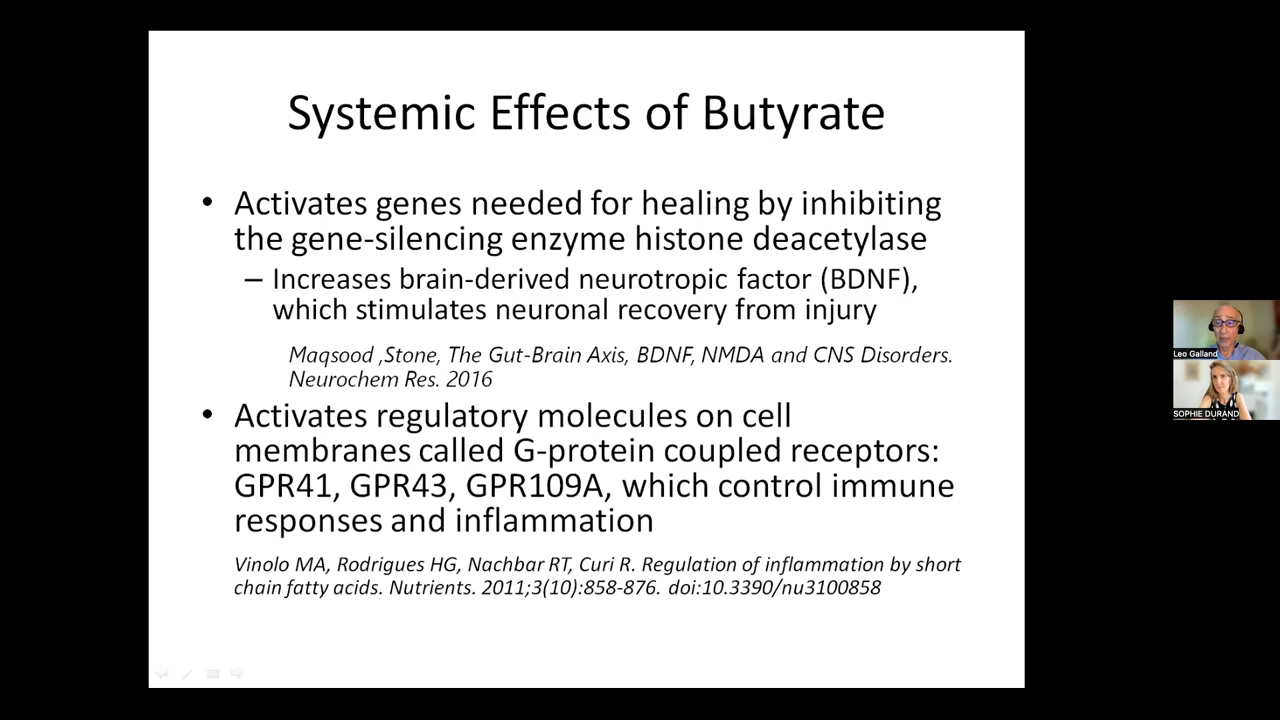 Systemic Effects of Butyrate
• Activates genes needed for healing by inhibiting
the gene-silencing enzyme histone deacetylase
– Increases brain-derived neurotropic factor (BDNF),
which stimulates neuronal recovery from injury
Maqsood ,Stone, The Gut-Brain Axis, BDNF, NMDA and CNS Disorders.
Neurochem Res. 2016
• Activates regulatory molecules on cell
membranes called G-protein coupled receptors:
GPR41, GPR43, GPR109A, which control immune
responses and inflammation
Vinolo MA, Rodrigues HG, Nachbar RT, Curi R. Regulation of inflammation by short
chain fatty acids. Nutrients. 2011;3(10):858-876. doi:10.3390/nu3100858
Leo Galland
SOPHIE DURAND